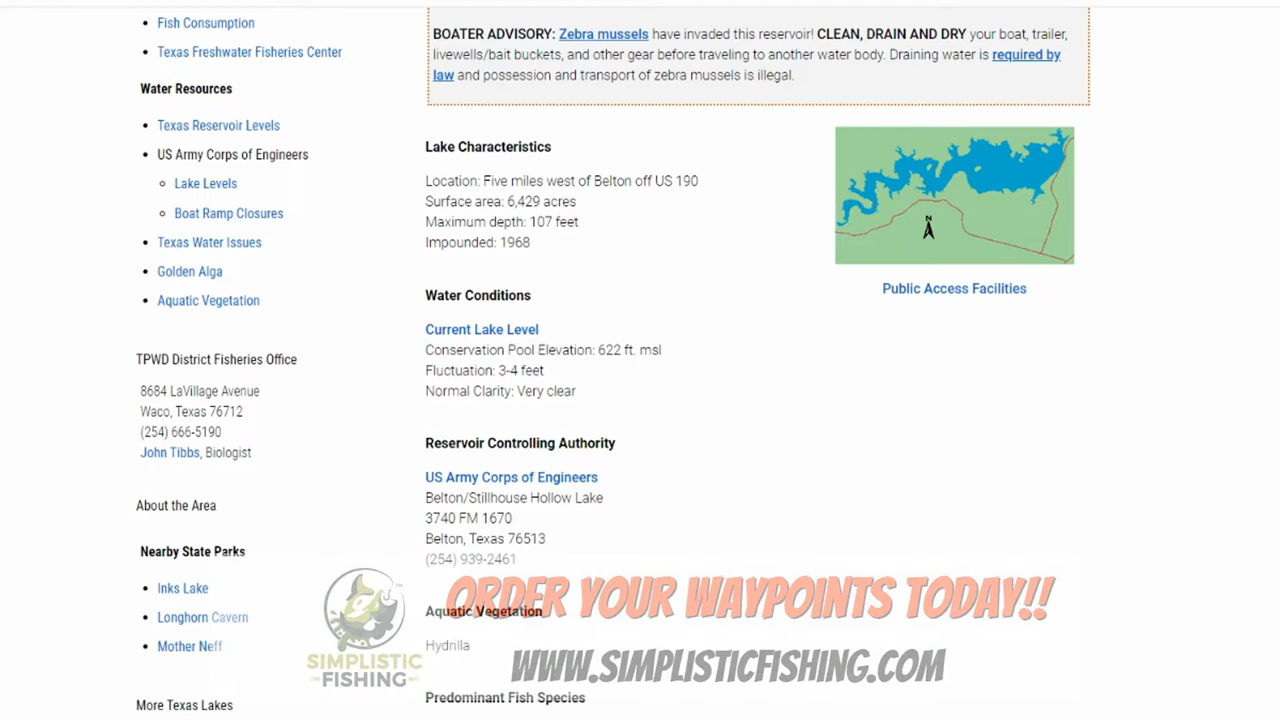 Fish Consumption
Texas Freshwater Fisheries Center
Water Resources
Texas Reservoir Levels
US Army Corps of Engineers
Lake Levels
Boat Ramp Closures
Texas Water Issues
Golden Alga
Aquatic Vegetation
TPWD District Fisheries Office
8684 LaVillage Avenue
Waco, Texas 76712
(254) 666-5190
John Tibbs, Biologist
About the Area
Nearby State Parks
Inks Lake
Longhorn Cavern
Mother Neff
More Texas Lakes
BOATER ADVISORY: Zebra mussels have invaded this reservoir! CLEAN, DRAIN AND DRY your boat, trailer,
livewells/bait buckets, and other gear before traveling to another water body. Draining water is required by
law and possession and transport of zebra mussels is illegal.
Lake Characteristics
Location: Five miles west of Belton off US 190
Surface area: 6,429 acres
Maximum depth: 107 feet
Impounded: 1968
N
Public Access Facilities
Water Conditions
Current Lake Level
Conservation Pool Elevation: 622 ft. msl
Fluctuation: 3-4 feet
Normal Clarity: Very clear
Reservoir Controlling Authority
US Army Corps of Engineers
Belton/Stillhouse Hollow Lake
3740 FM 1670
Belton, Texas 76513
(254) 939-2461
Aquatic Vegetation
Hydrilla
Predominant Fish Species
SIMPLISTIC
FISHING
ORDER YOUR WAYPOINTS TODAY!!
WWW.SIMPLISTICFISHING.COM